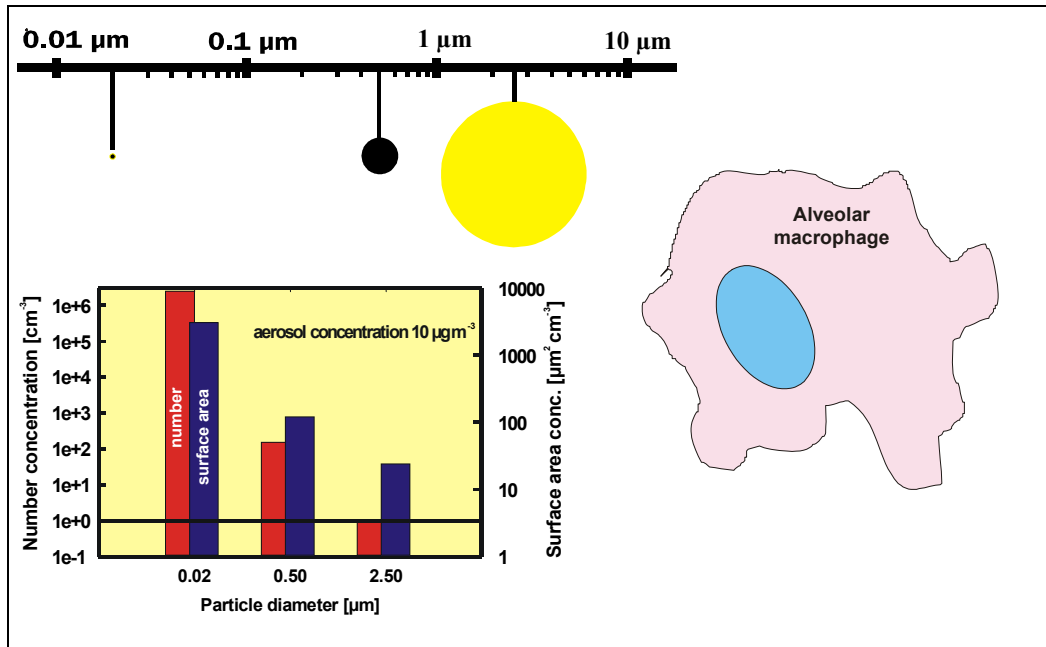 0.01 µm 0.1 µm 1 µm 10 µm
Alveolar
macrophage
Number concentration [cm-3]
1e+6
1e+5
1e+4
1e+3
1e+2
1e+1
1e+0
1e-1
aerosol concentration 10 µgm-3
number
surface area
10000
1000
100
10
1
Surface area conc. [µm2 cm-3]
0.02 0.50 2.50
Particle diameter [µm]